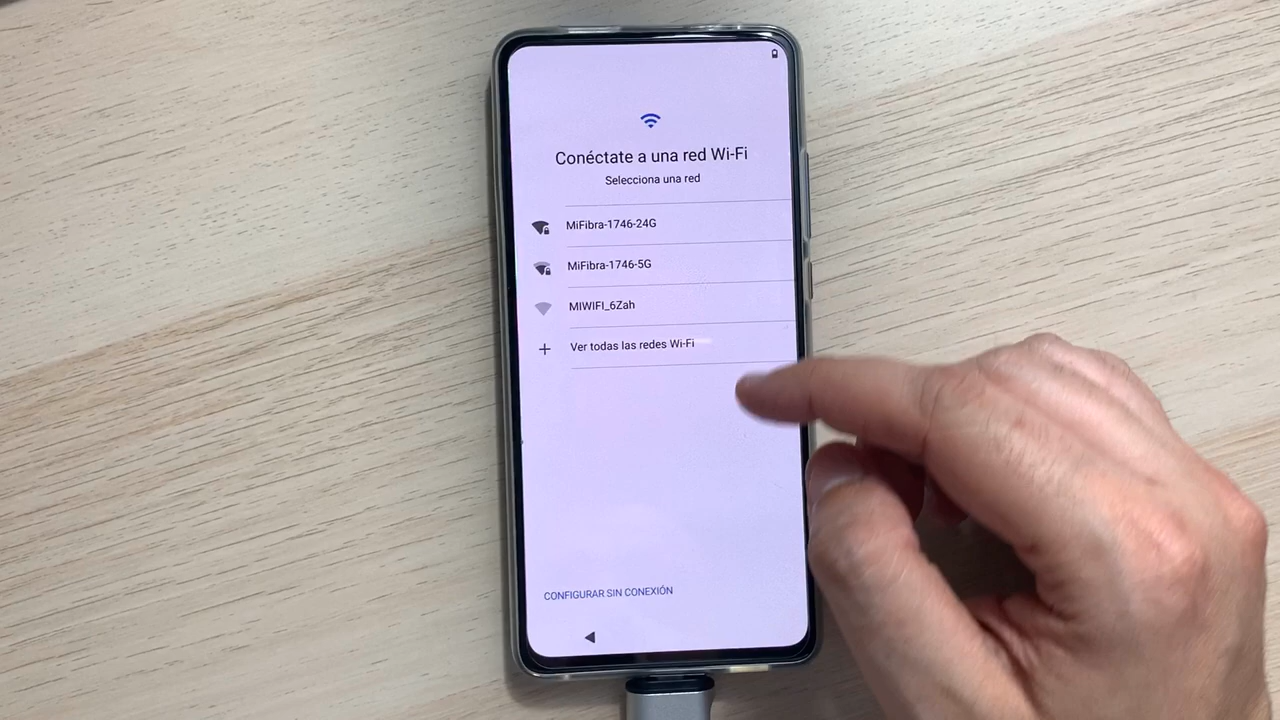 Conéctate a una red Wi-Fi
Selecciona una red
MiFibra-1746-24G
MiFibra-1746-5G
MIWIFI_6Zah
Ver todas las redes Wi-Fi
CONFIGURAR SIN CONEXIÓN